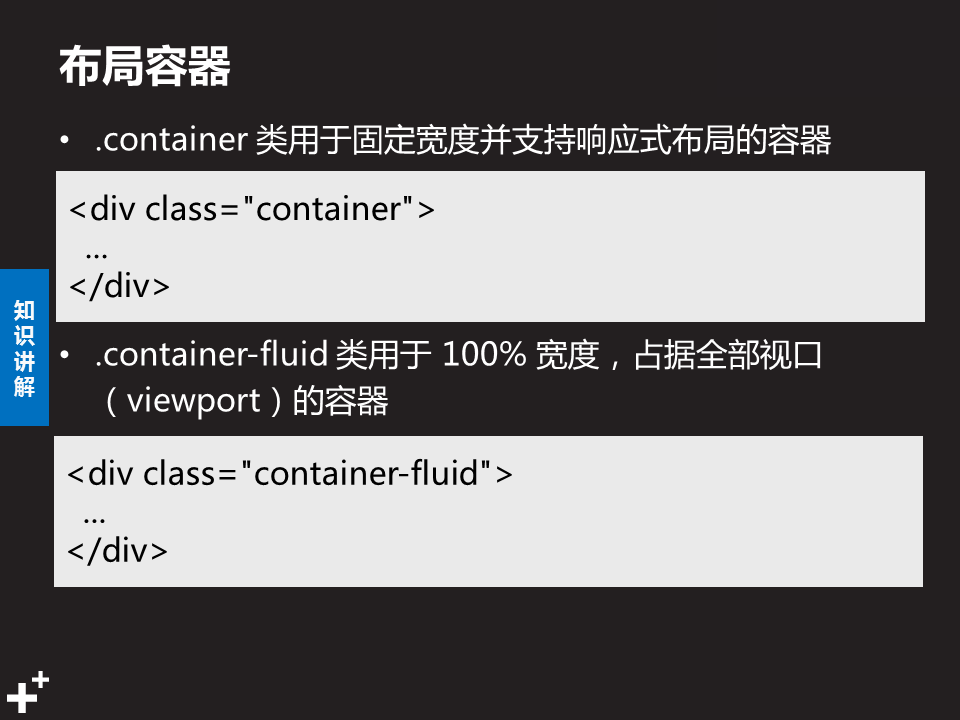 布局容器
• .container 类用于固定宽度并支持响应式布局的容器
<div class="container">
...
</div>
知识讲解
• .container-fluid 类用于 100% 宽度，占据全部视口
（viewport）的容器
<div class="container-fluid">
...
</div>